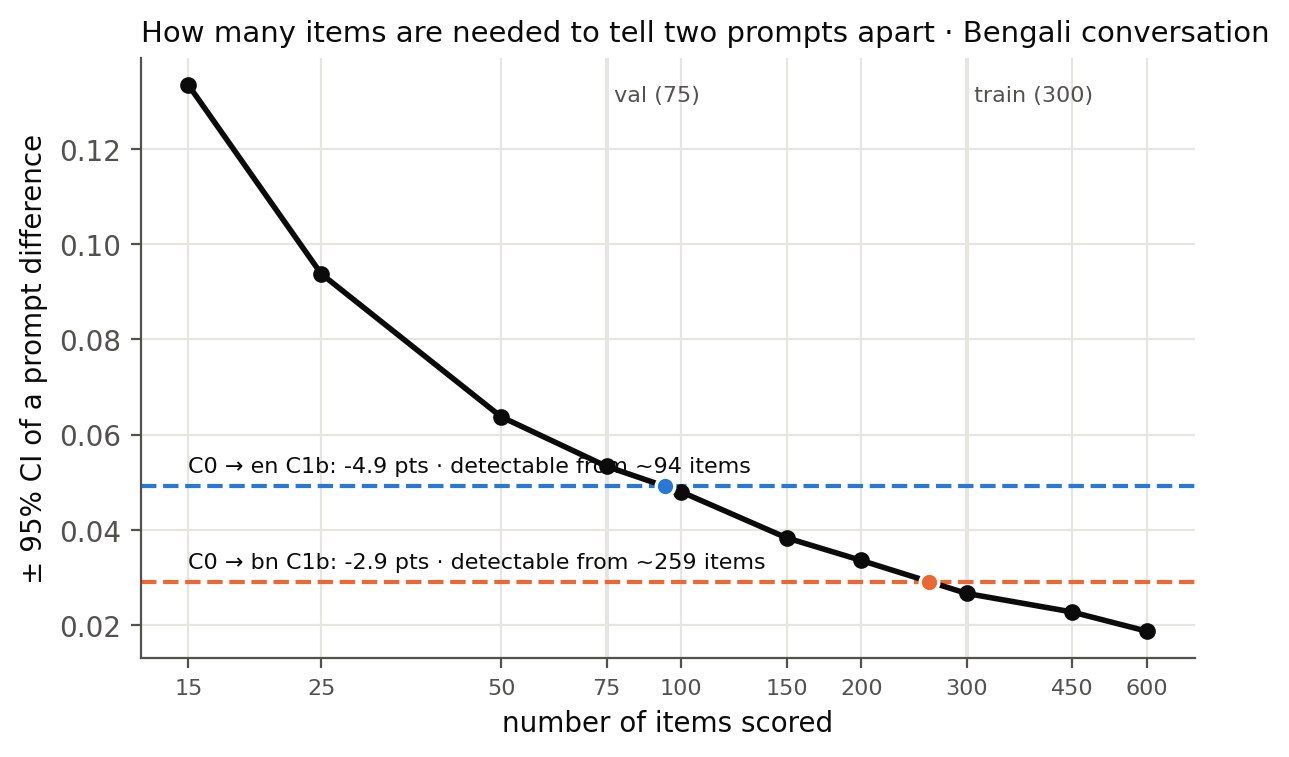 How many items are needed to tell two prompts apart · Bengali conversation
± 95% CI of a prompt difference
0.12
0.10
0.08
0.06
0.04
0.02
val (75)
train (300)
C0 → en C1b: -4.9 pts · detectable from ~94 items
C0 → bn C1b: -2.9 pts · detectable from ~259 items
15 25 50 75 100 150 200 300 450 600
number of items scored